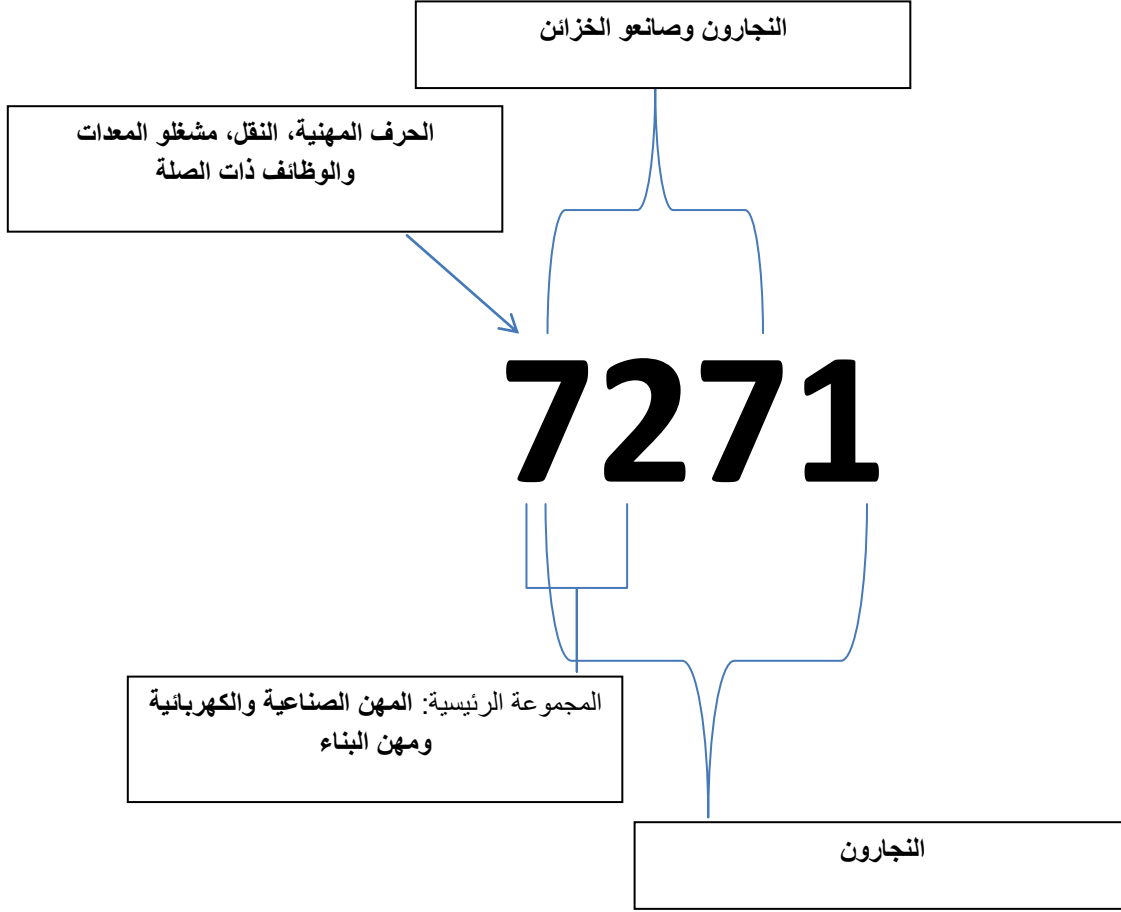 النجارون وصانعو الخزائن
الحرف المهنية، النقل، مشغلو المعدات
والوظائف ذات الصلة
7271
المجموعة الرئيسية: المهن الصناعية والكهربائية
ومهن البناء
النجارون